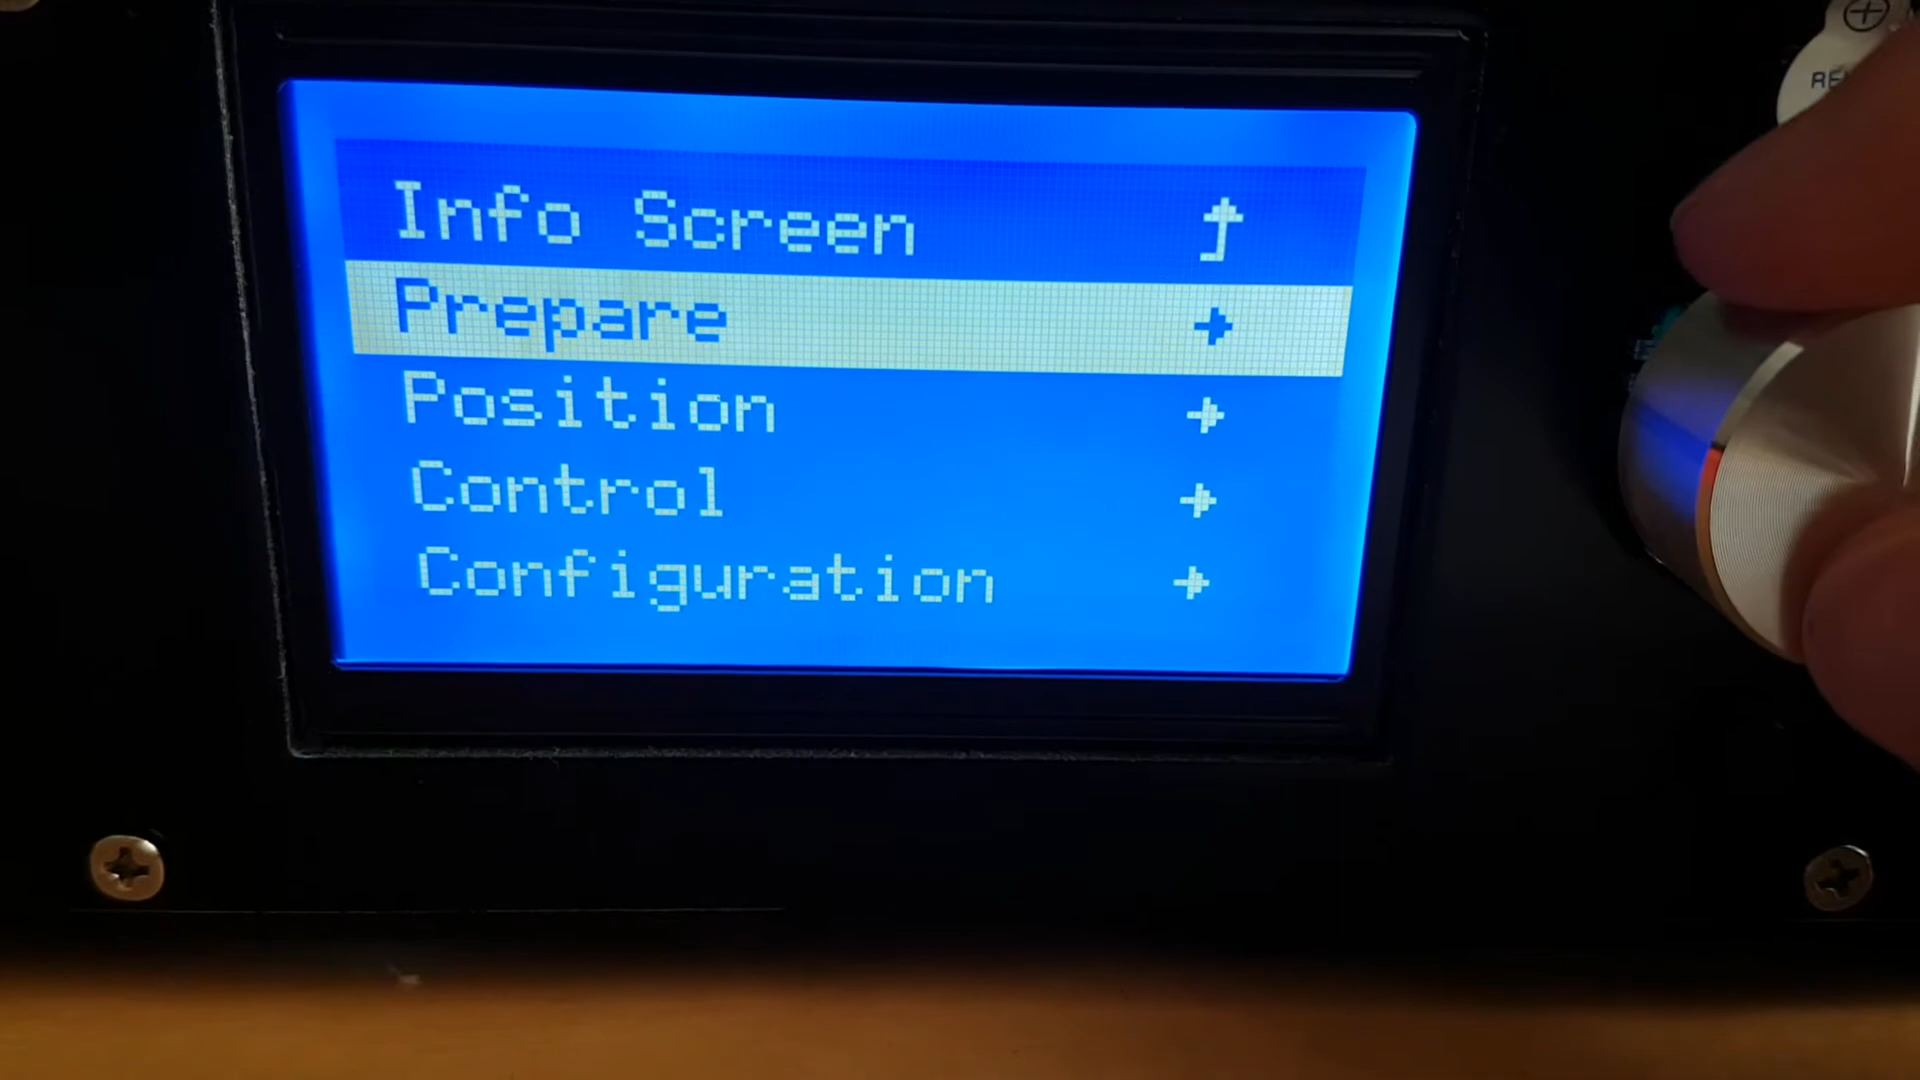 Info Screen
Prepare
Position
Control
Configuration